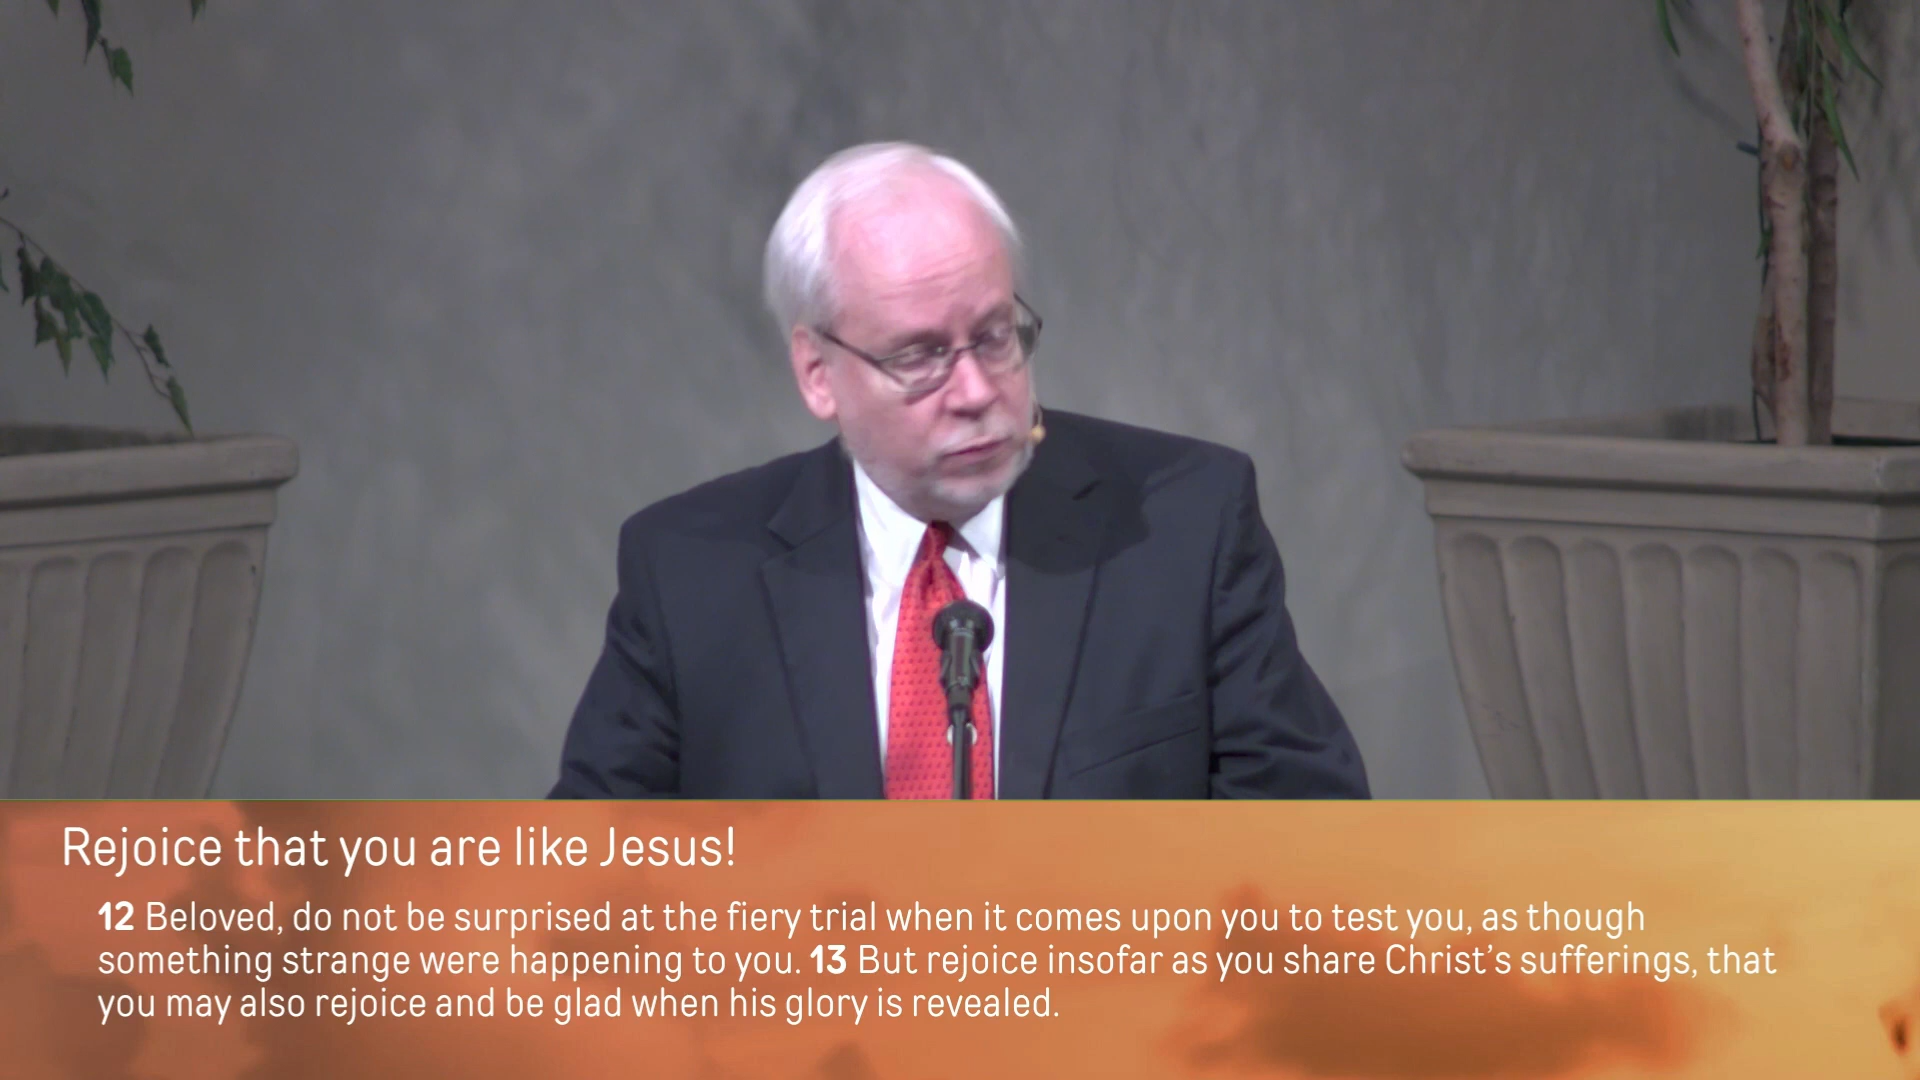 Rejoice that you are like Jesus!
12 Beloved, do not be surprised at the fiery trial when it comes upon you to test you, as though
something strange were happening to you. 13 But rejoice insofar as you share Christ’s sufferings, that
you may also rejoice and be glad when his glory is revealed.